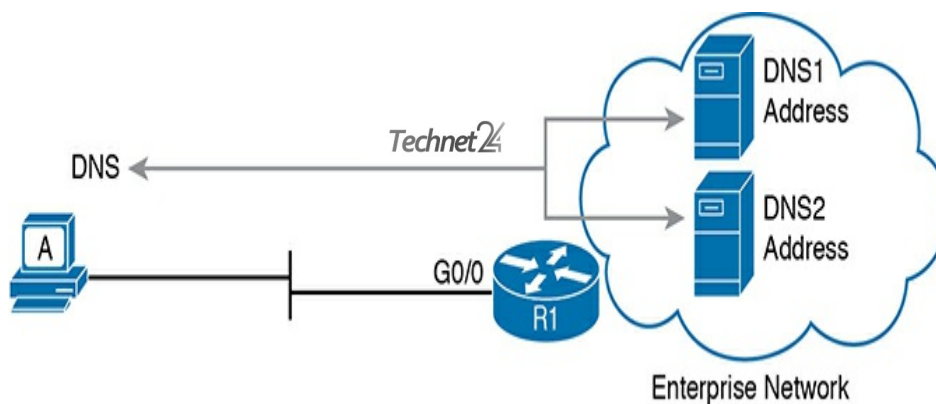 DNS1
Address
Technet24
DNS
DNS2
Address
A
G0/0
R1
Enterprise Network